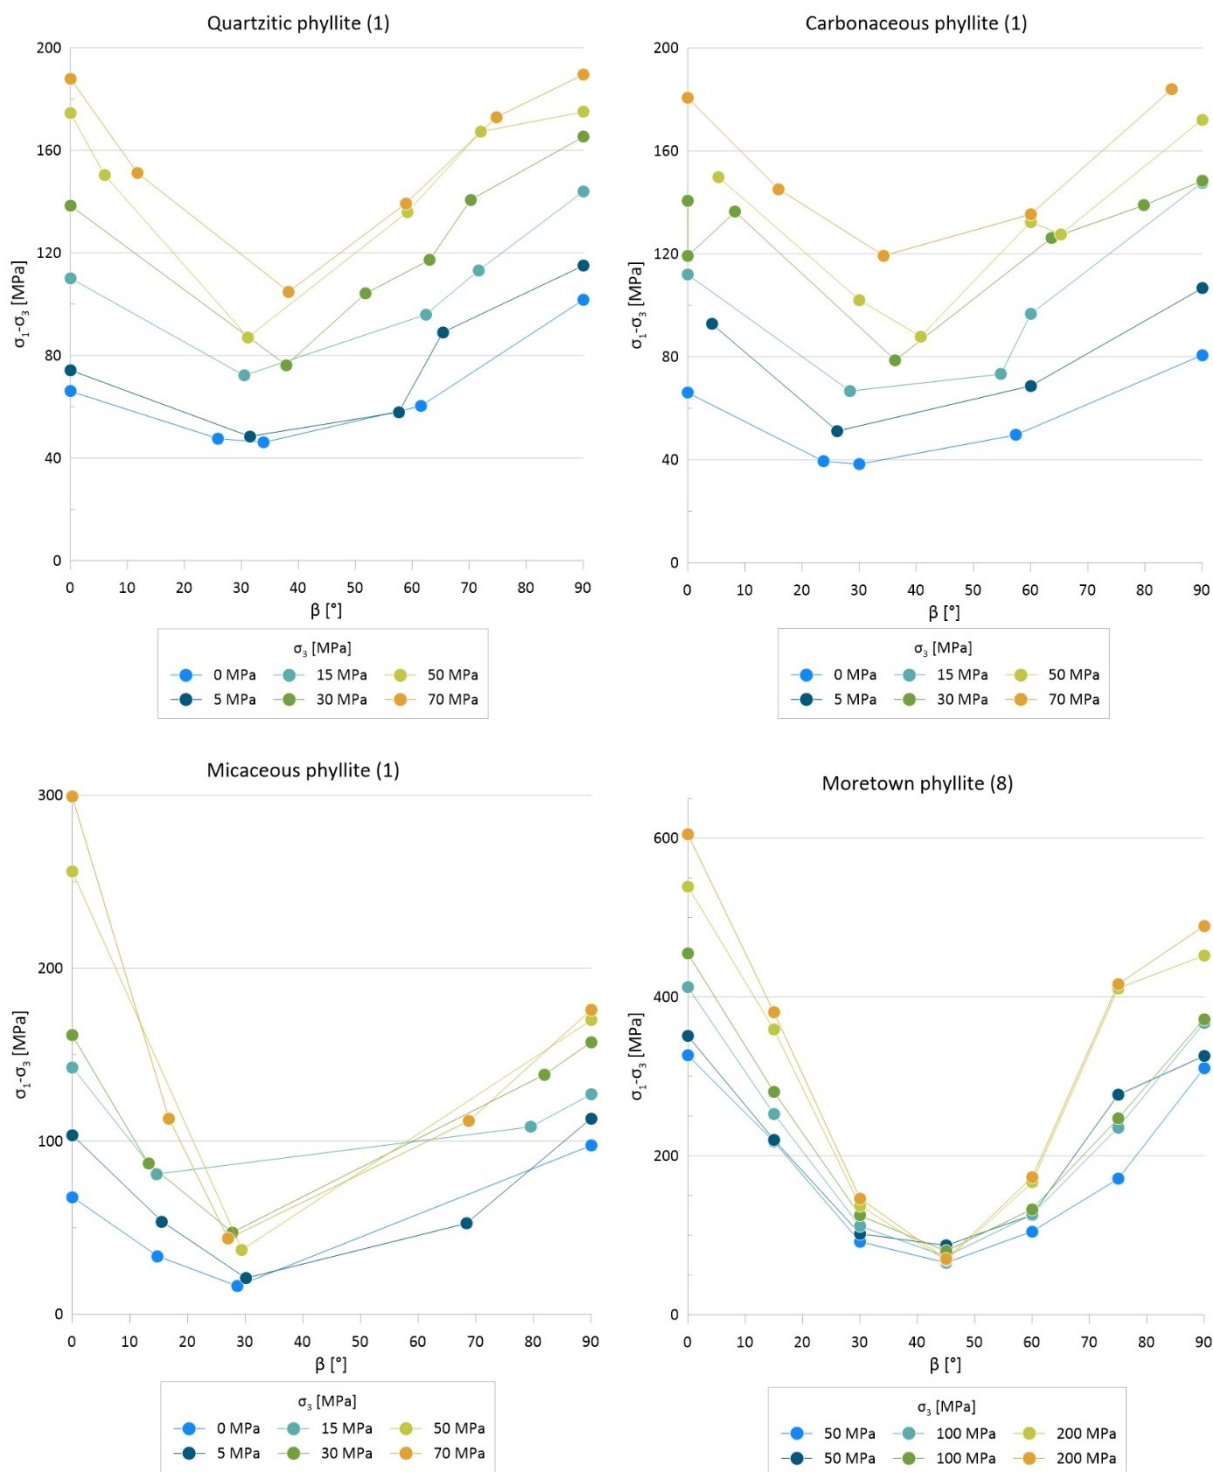 Quartzitic phyllite (1)
200
160
120
80
40
0
σ1-σ3 [MPa]
0 10 20 30 40 50 60 70 80 90
β [°]
σ3 [MPa]
0 MPa 15 MPa 50 MPa
5 MPa 30 MPa 70 MPa
Carbonaceous phyllite (1)
200
160
120
80
40
0
σ1-σ3 [MPa]
0 10 20 30 40 50 60 70 80 90
β [°]
σ3 [MPa]
0 MPa 15 MPa 50 MPa
5 MPa 30 MPa 70 MPa
Micaceous phyllite (1)
300
200
100
0
σ1-σ3 [MPa]
0 10 20 30 40 50 60 70 80 90
β [°]
σ3 [MPa]
0 MPa 15 MPa 50 MPa
5 MPa 30 MPa 70 MPa
Moretown phyllite (8)
600
400
200
0
σ1-σ3 [MPa]
0 10 20 30 40 50 60 70 80 90
β [°]
σ3 [MPa]
50 MPa 100 MPa 200 MPa
50 MPa 100 MPa 200 MPa